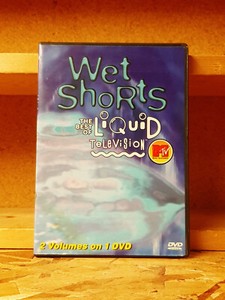 Wet
Shorts
THE BEST OF
LiQUiD
TeLeViSiON
MTV
2 Volumes on 1 DVD
DVD